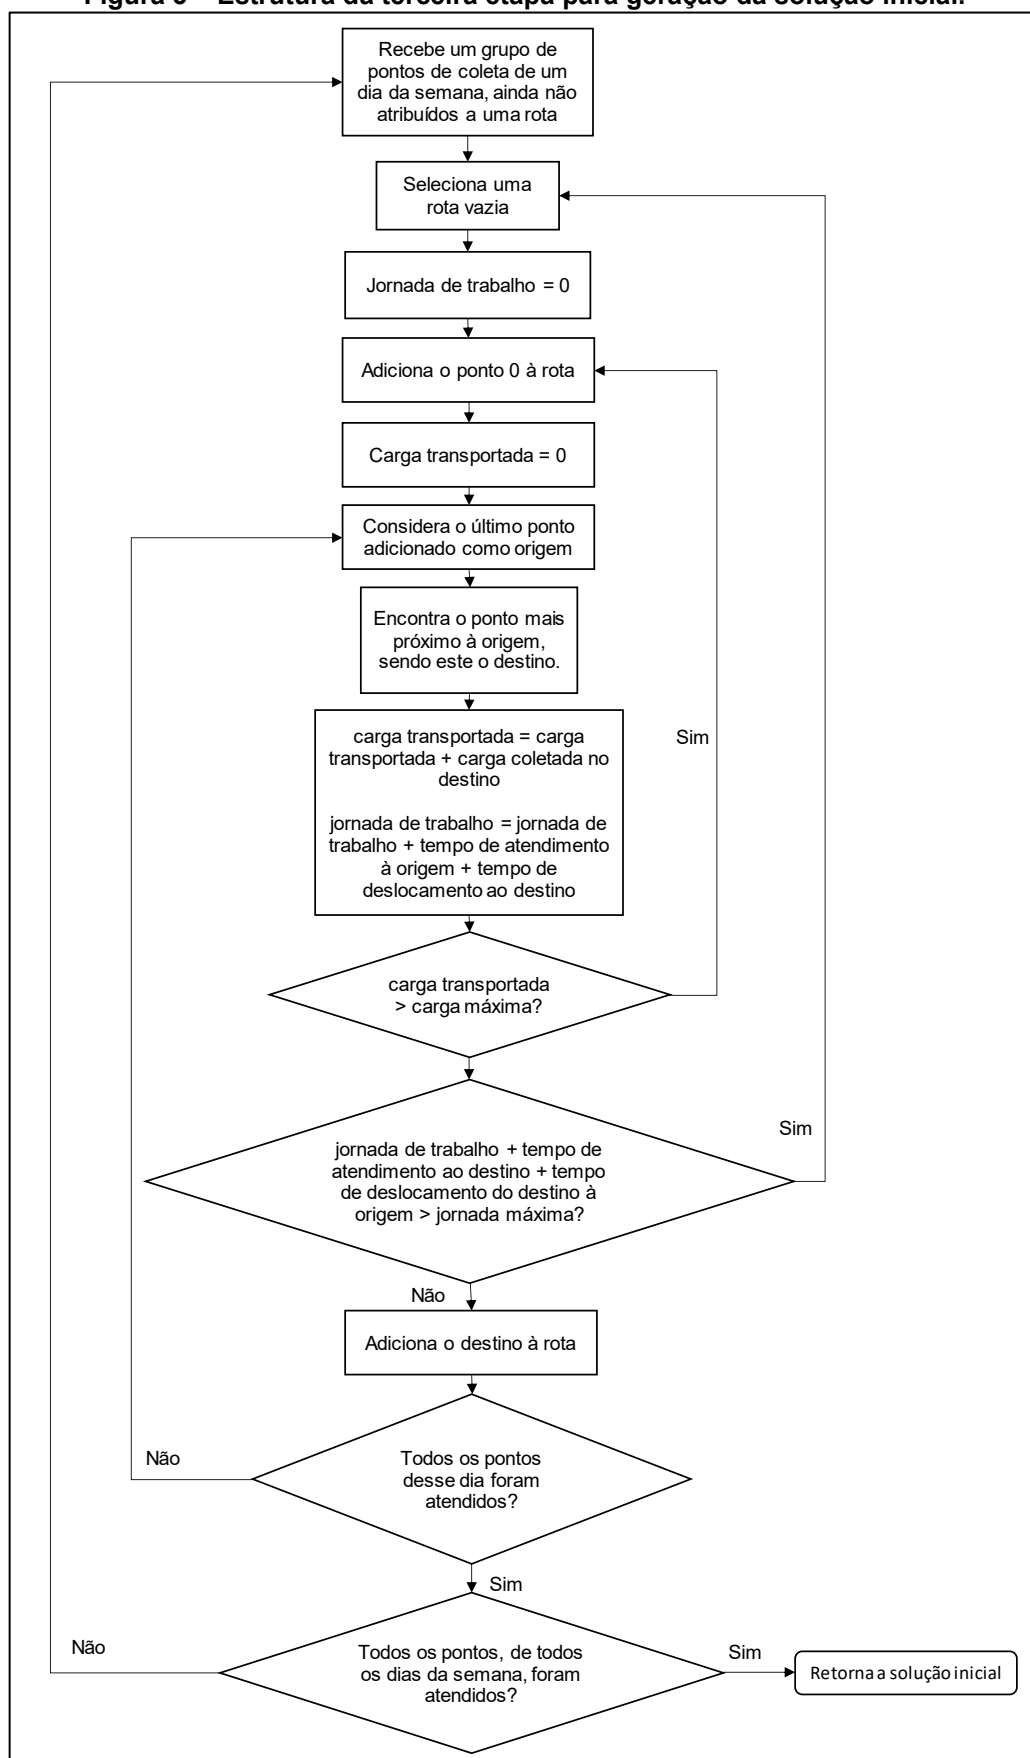 Figura – Estrutura da terceira etapa para geração da solução inicial.
Recebe um grupo de
pontos de coleta de um
dia da semana, ainda não
atribuídos a uma rota
Seleciona uma
rota vazia
Jornada de trabalho = 0
Adiciona o ponto 0 à rota
Carga transportada = 0
Considera o último ponto
adicionado como origem
Encontra o ponto mais
próximo à origem,
sendo este o destino.
carga transportada = carga
transportada + carga coletada no
destino
jornada de trabalho = jornada de
trabalho + tempo de atendimento
à origem + tempo de
deslocamento ao destino
Sim
carga transportada
> carga máxima?
Sim
jornada de trabalho + tempo de
atendimento ao destino + tempo
de deslocamento do destino à
origem > jornada máxima?
Não
Adiciona o destino à rota
Não
Todos os pontos
desse dia foram
atendidos?
Sim
Não
Todos os pontos, de todos
os dias da semana, foram
atendidos?
Sim
Retorna a solução inicial